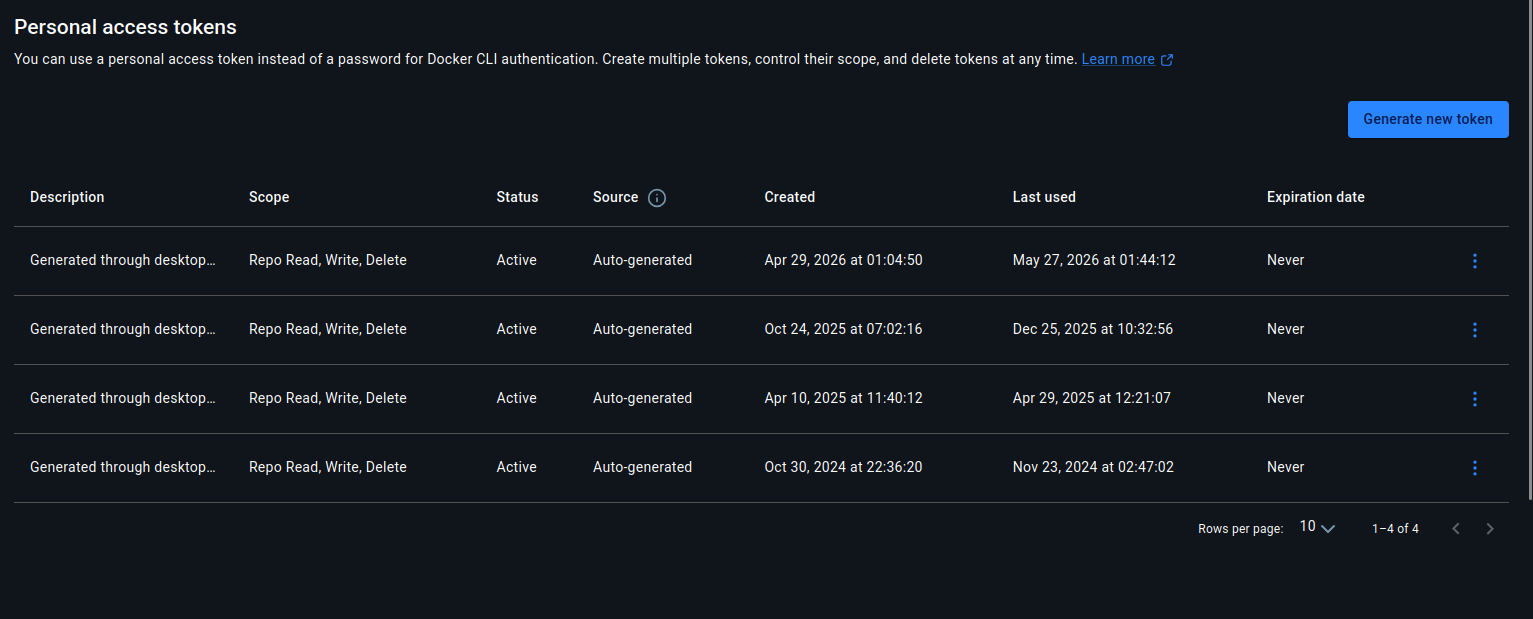 Personal access tokens
You can use a personal access token instead of a password for Docker CLI authentication. Create multiple tokens, control their scope, and delete tokens at any time. Learn more
Generate new token
Description Scope Status Source Created Last used Expiration date
Generated through desktop... Repo Read, Write, Delete Active Auto-generated Apr 29, 2026 at 01:04:50 May 27, 2026 at 01:44:12 Never
Generated through desktop... Repo Read, Write, Delete Active Auto-generated Oct 24, 2025 at 07:02:16 Dec 25, 2025 at 10:32:56 Never
Generated through desktop... Repo Read, Write, Delete Active Auto-generated Apr 10, 2025 at 11:40:12 Apr 29, 2025 at 12:21:07 Never
Generated through desktop... Repo Read, Write, Delete Active Auto-generated Oct 30, 2024 at 22:36:20 Nov 23, 2024 at 02:47:02 Never
Rows per page: 10 1–4 of 4